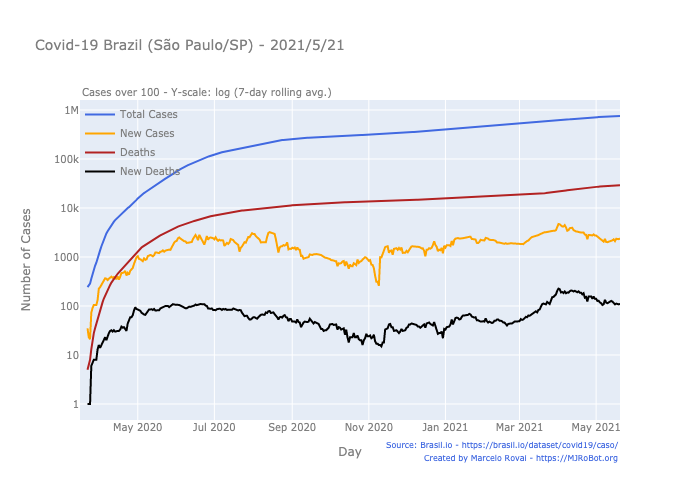 Covid-19 Brazil (São Paulo/SP) - 2021/5/21
Cases over 100 - Y-scale: log (7-day rolling avg.)
1M
100k
10k
1000
100
10
1
Number of Cases
Total Cases
New Cases
Deaths
New Deaths
May 2020
Jul 2020
Sep 2020
Nov 2020
Jan 2021
Mar 2021
May 2021
Day
Source: Brasil.io - https://brasil.io/dataset/covid19/caso/
Created by Marcelo Rovai - https://MJRoBot.org